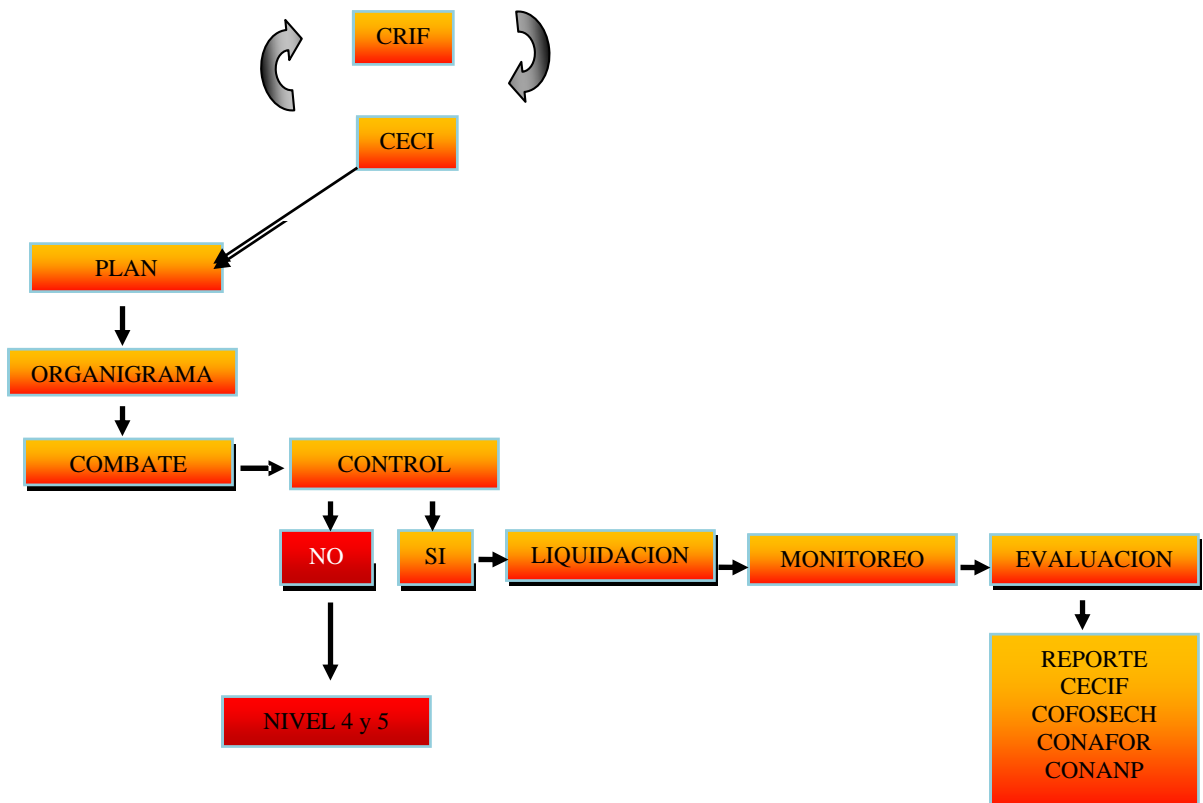 CRIF
CECI
PLAN
ORGANIGRAMA
COMBATE
CONTROL
NO
SI
LIQUIDACION
MONITOREO
EVALUACION
NIVEL 4 y 5
REPORTE
CECIF
COFOSECH
CONAFOR
CONANP